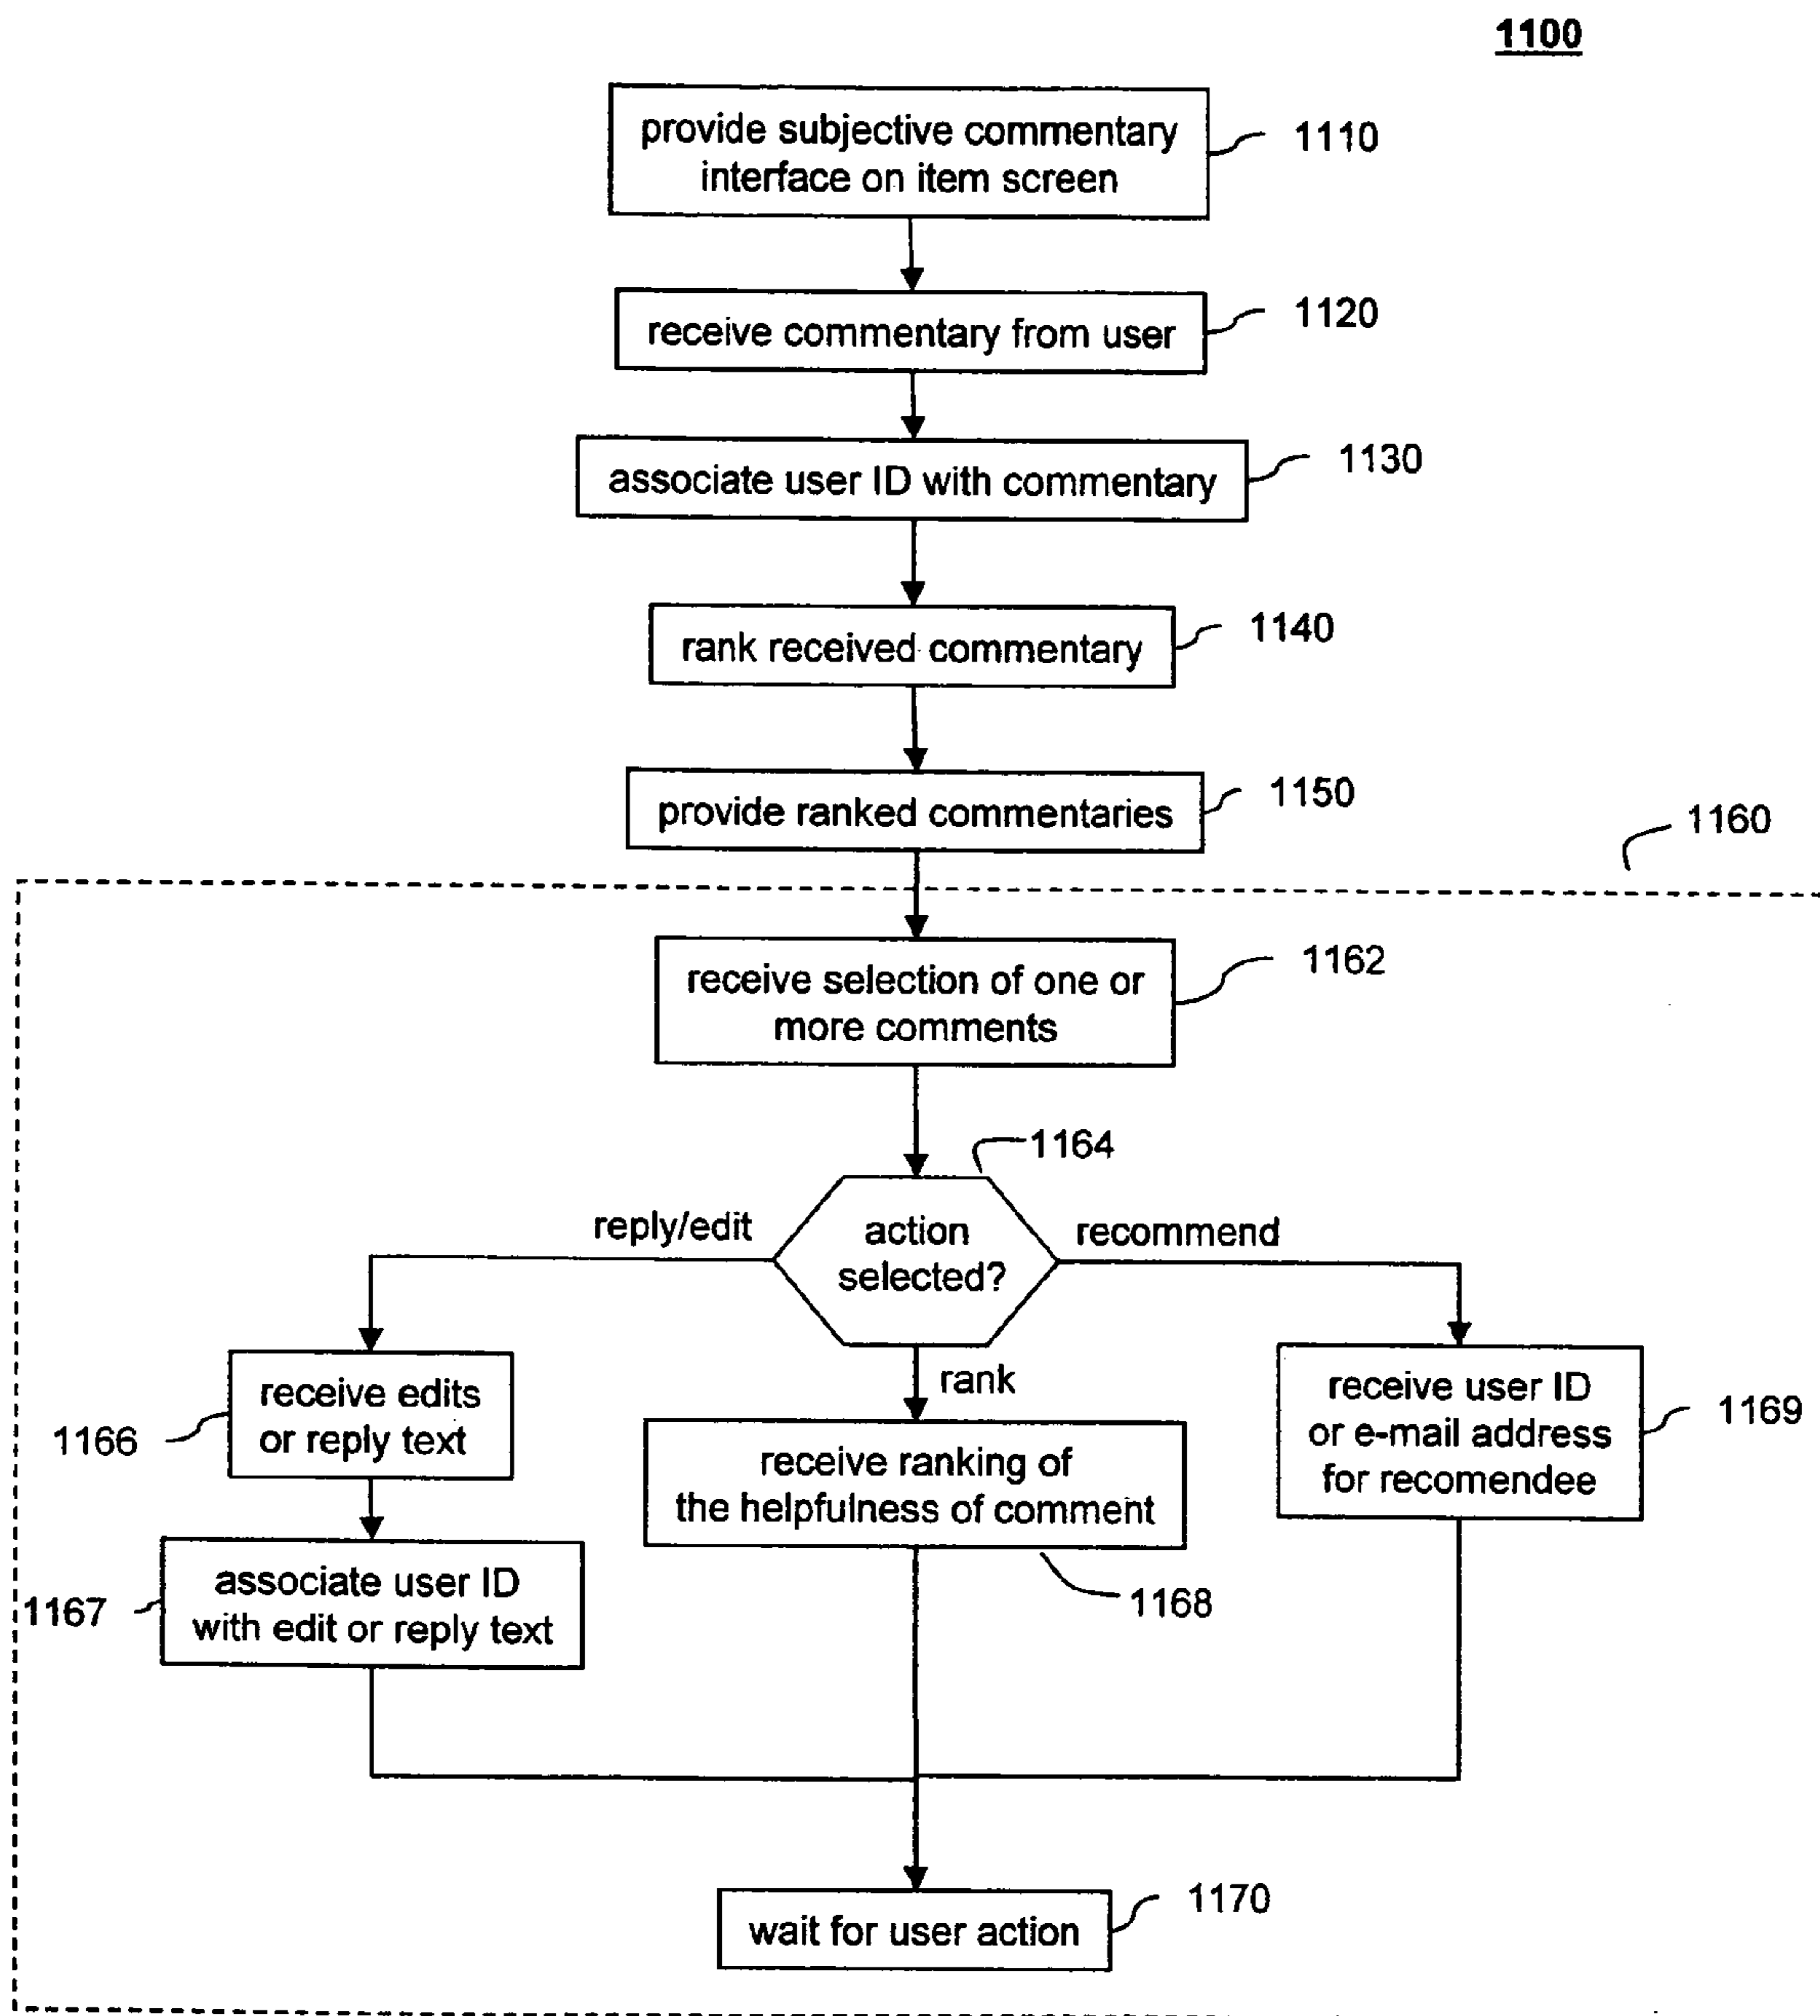 1100
provide subjective commentary
interface on item screen
1110
receive commentary from user
1120
associate user ID with commentary
1130
rank received commentary
1140
provide ranked commentaries
1150
1160
receive selection of one or
more comments
1162
1164
action
selected?
reply/edit
recommend
rank
receive edits
or reply text
1166
associate user ID
with edit or reply text
1167
receive ranking of
the helpfulness of comment
1168
receive user ID
or e-mail address
for recomendee
1169
wait for user action
1170